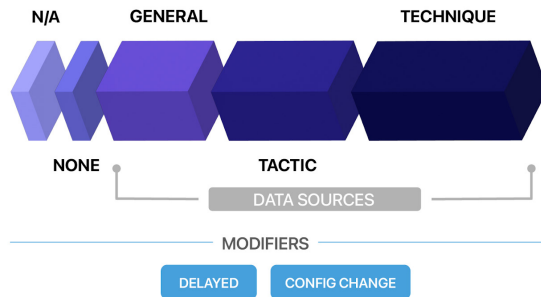 N/A GENERAL TECHNIQUE
NONE TACTIC
DATA SOURCES
MODIFIERS
DELAYED CONFIG CHANGE